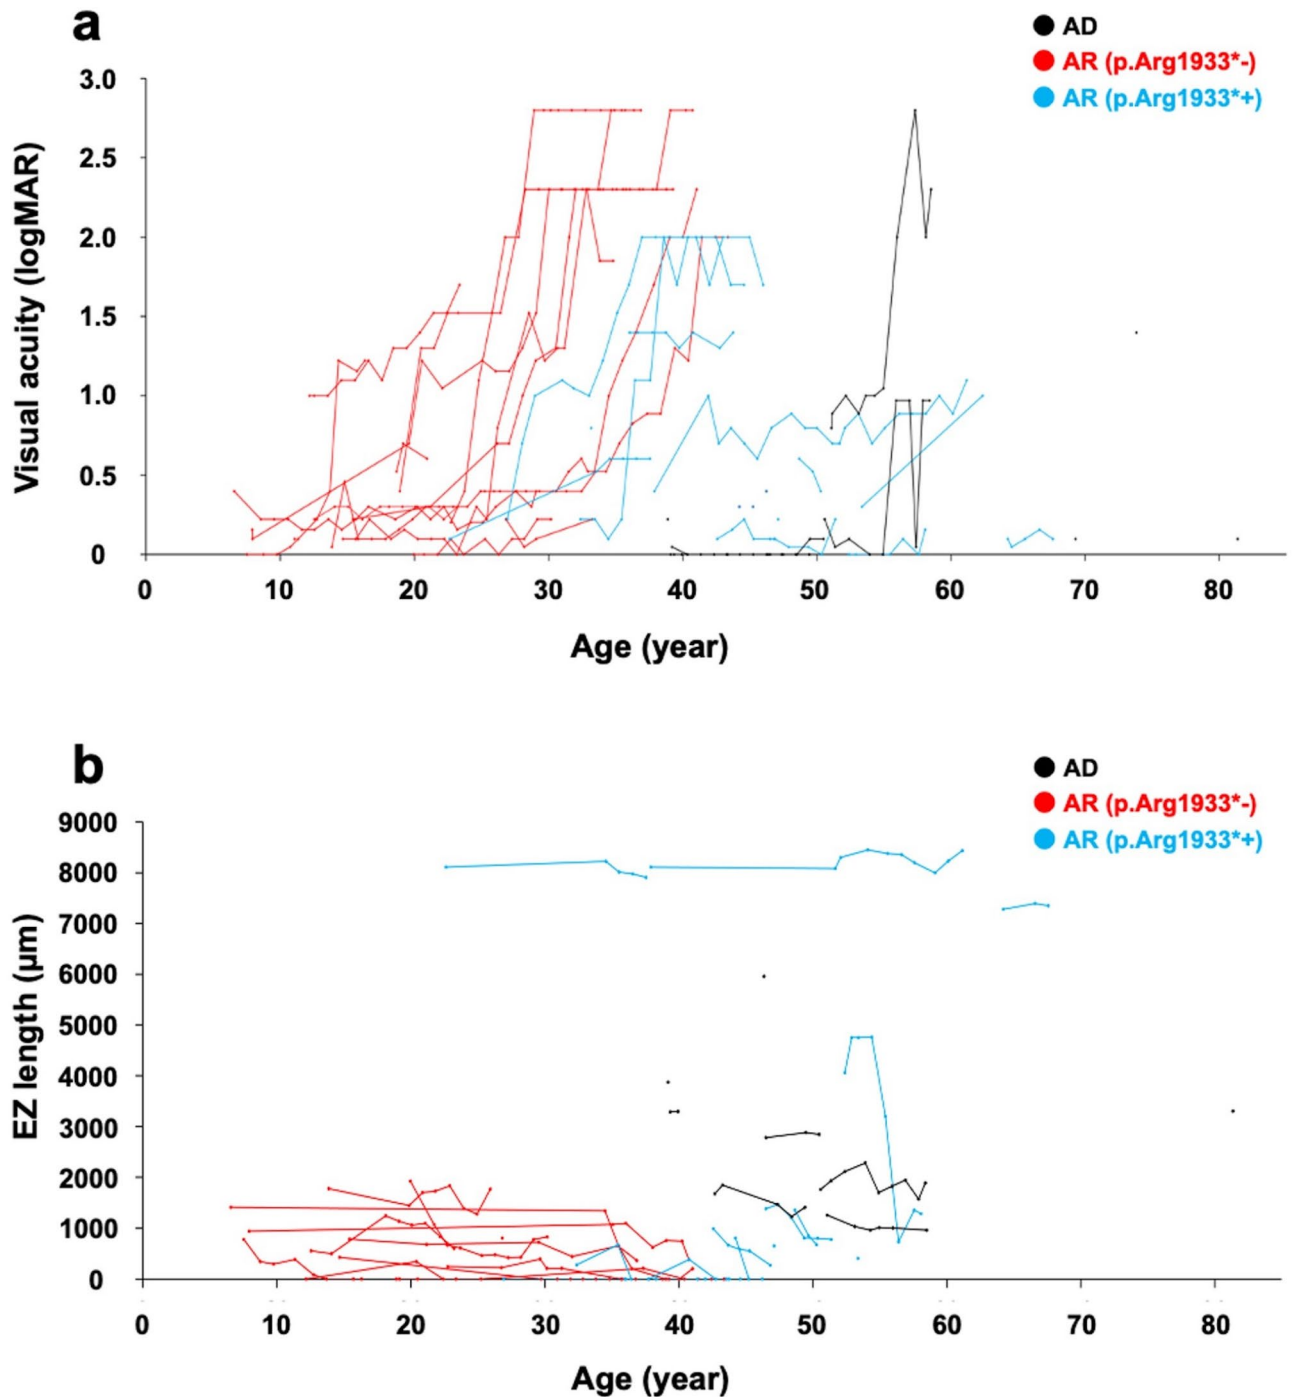 a
AD
AR (p.Arg1933*-)
AR (p.Arg1933*+)
3.0
2.5
2.0
1.5
1.0
0.5
0
Visual acuity (logMAR)
0 10 20 30 40 50 60 70 80
Age (year)
b
AD
AR (p.Arg1933*-)
AR (p.Arg1933*+)
9000
8000
7000
6000
5000
4000
3000
2000
1000
0
EZ length (μm)
0 10 20 30 40 50 60 70 80
Age (year)